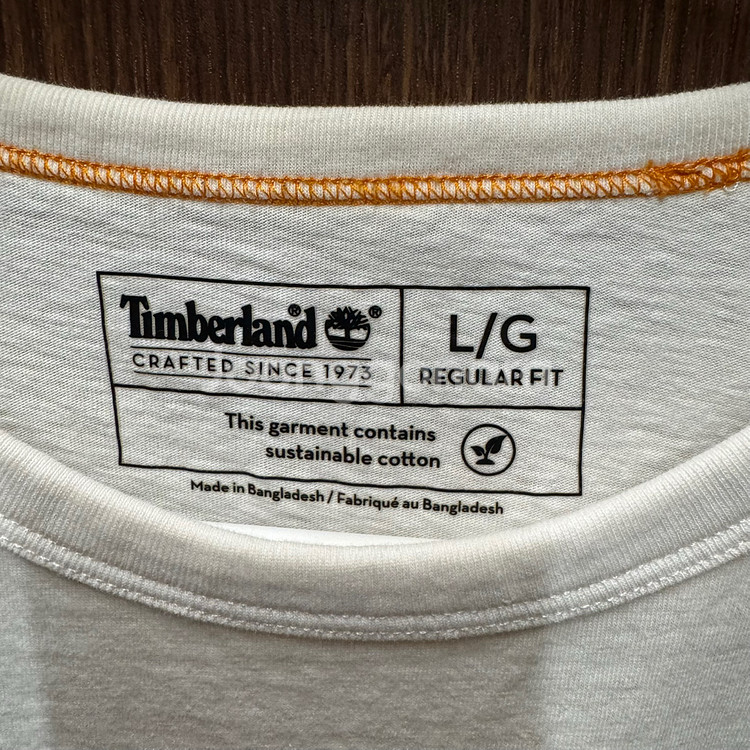 Timberland® ®
CRAFTED SINCE 1973
L/G
REGULAR FIT
This garment contains
sustainable cotton
Made in Bangladesh / Fabriqué au Bangladesh